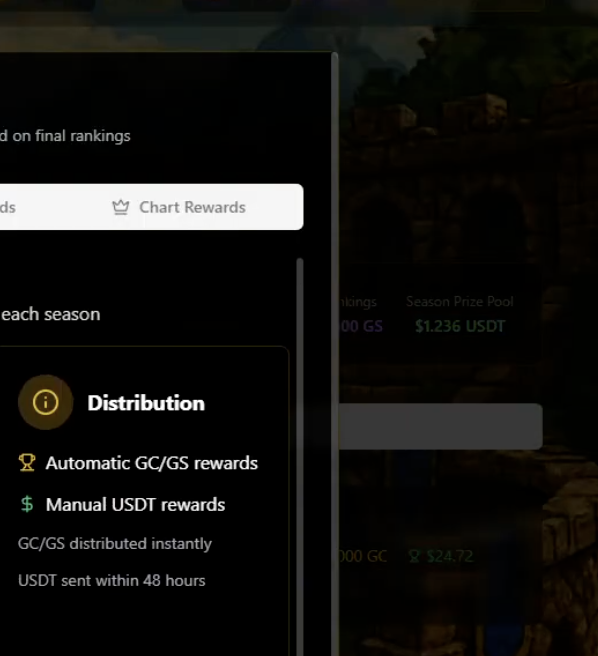 d on final rankings
ds
Chart Rewards
each season
nkings
Season Prize Pool
00 GS
$1.236 USDT
Distribution
Automatic GC/GS rewards
$ Manual USDT rewards
GC/GS distributed instantly
000 GC
$24.72
USDT sent within 48 hours